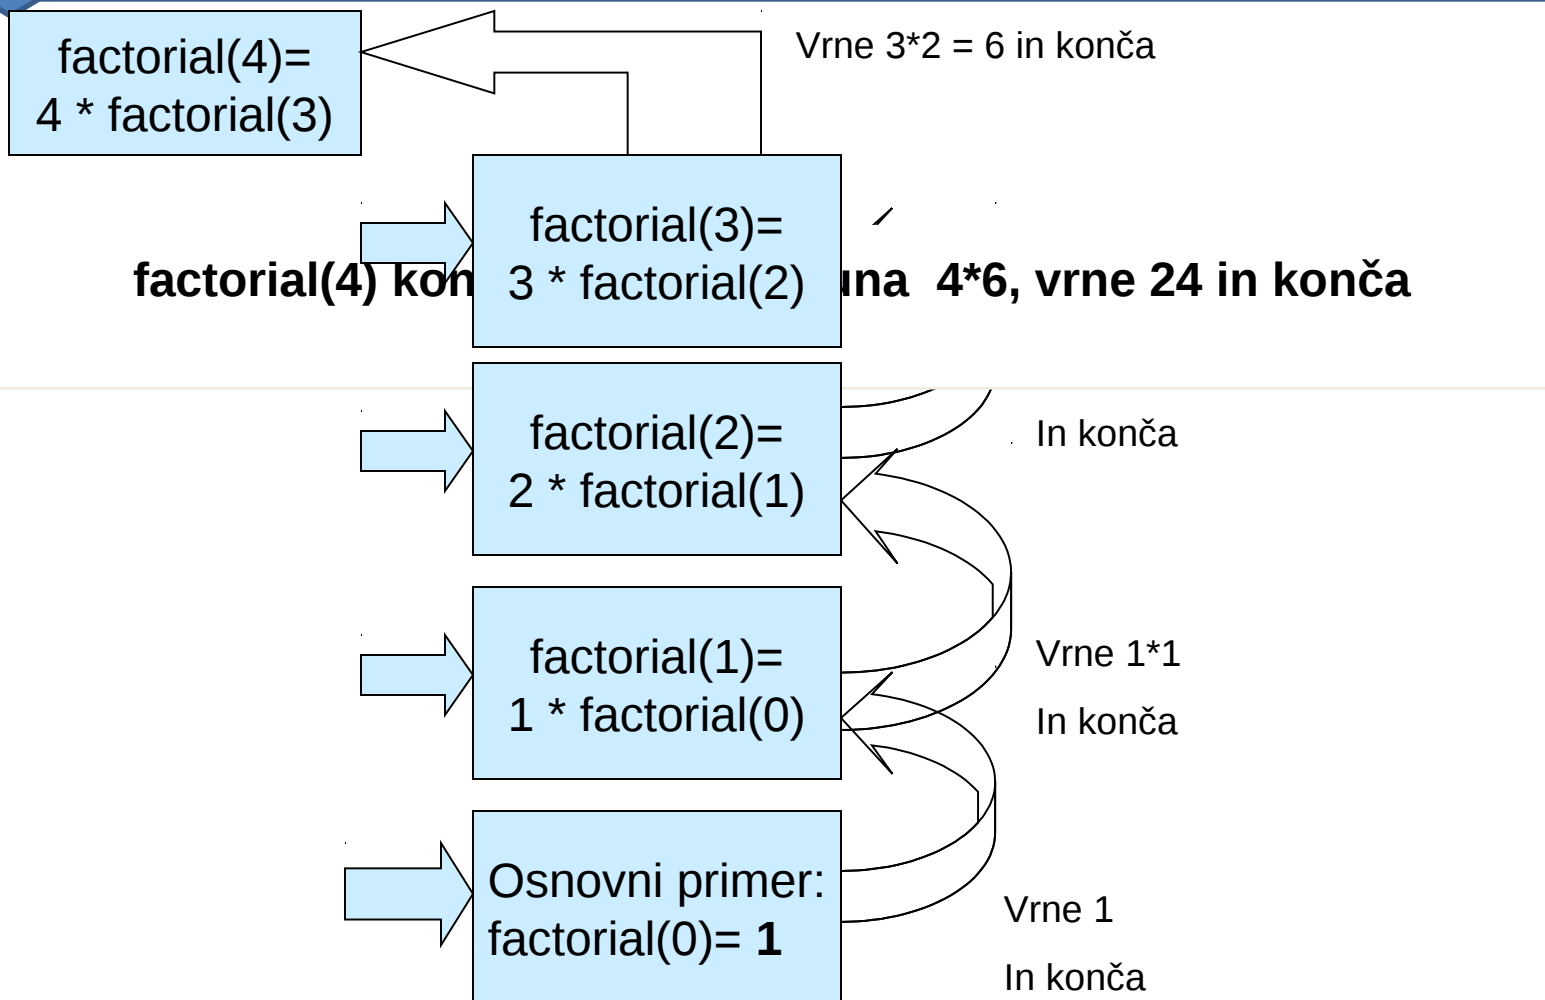 factorial(4)=
4 * factorial(3)
Vrne 3*2 = 6 in konča
factorial(3)=
3 * factorial(2)
factorial(4) 4*6, vrne 24 in konča
factorial(2)=
2 * factorial(1)
In konča
factorial(1)=
1 * factorial(0)
Vrne 1*1
In konča
Osnovni primer:
factorial(0)= 1
Vrne 1
In konča